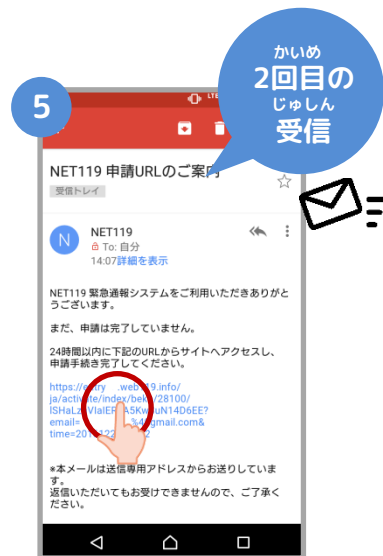 かいめ
2回目の
じゅしん
受信
5
LTE
NET119 申請URLのご案内
受信トレイ
N
NET119
To: 自分
14:07詳細を表示
NET119 緊急通報システムをご利用いただきありがと
うございます。
まだ、申請は完了していません。
24時間以内に下記のURLからサイトへアクセスし、
申請手続き完了してください。
.info/
/28100/
email=
gmail.com&
*本メールは送信専用アドレスからお送りしていま
す。
返信いただいてもお受けできませんので、ご了承く
ださい。